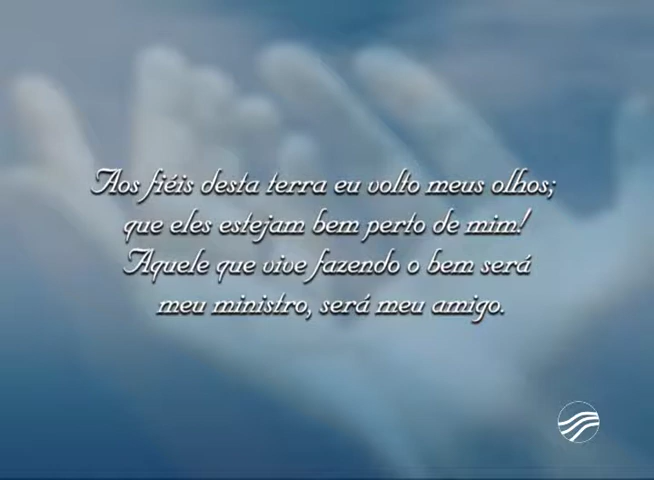 Aos fiéis desta terra eu volto meus olhos;
que eles estejam bem perto de mim!
Aquele que vive fazendo o bem será
meu ministro, será meu amigo.